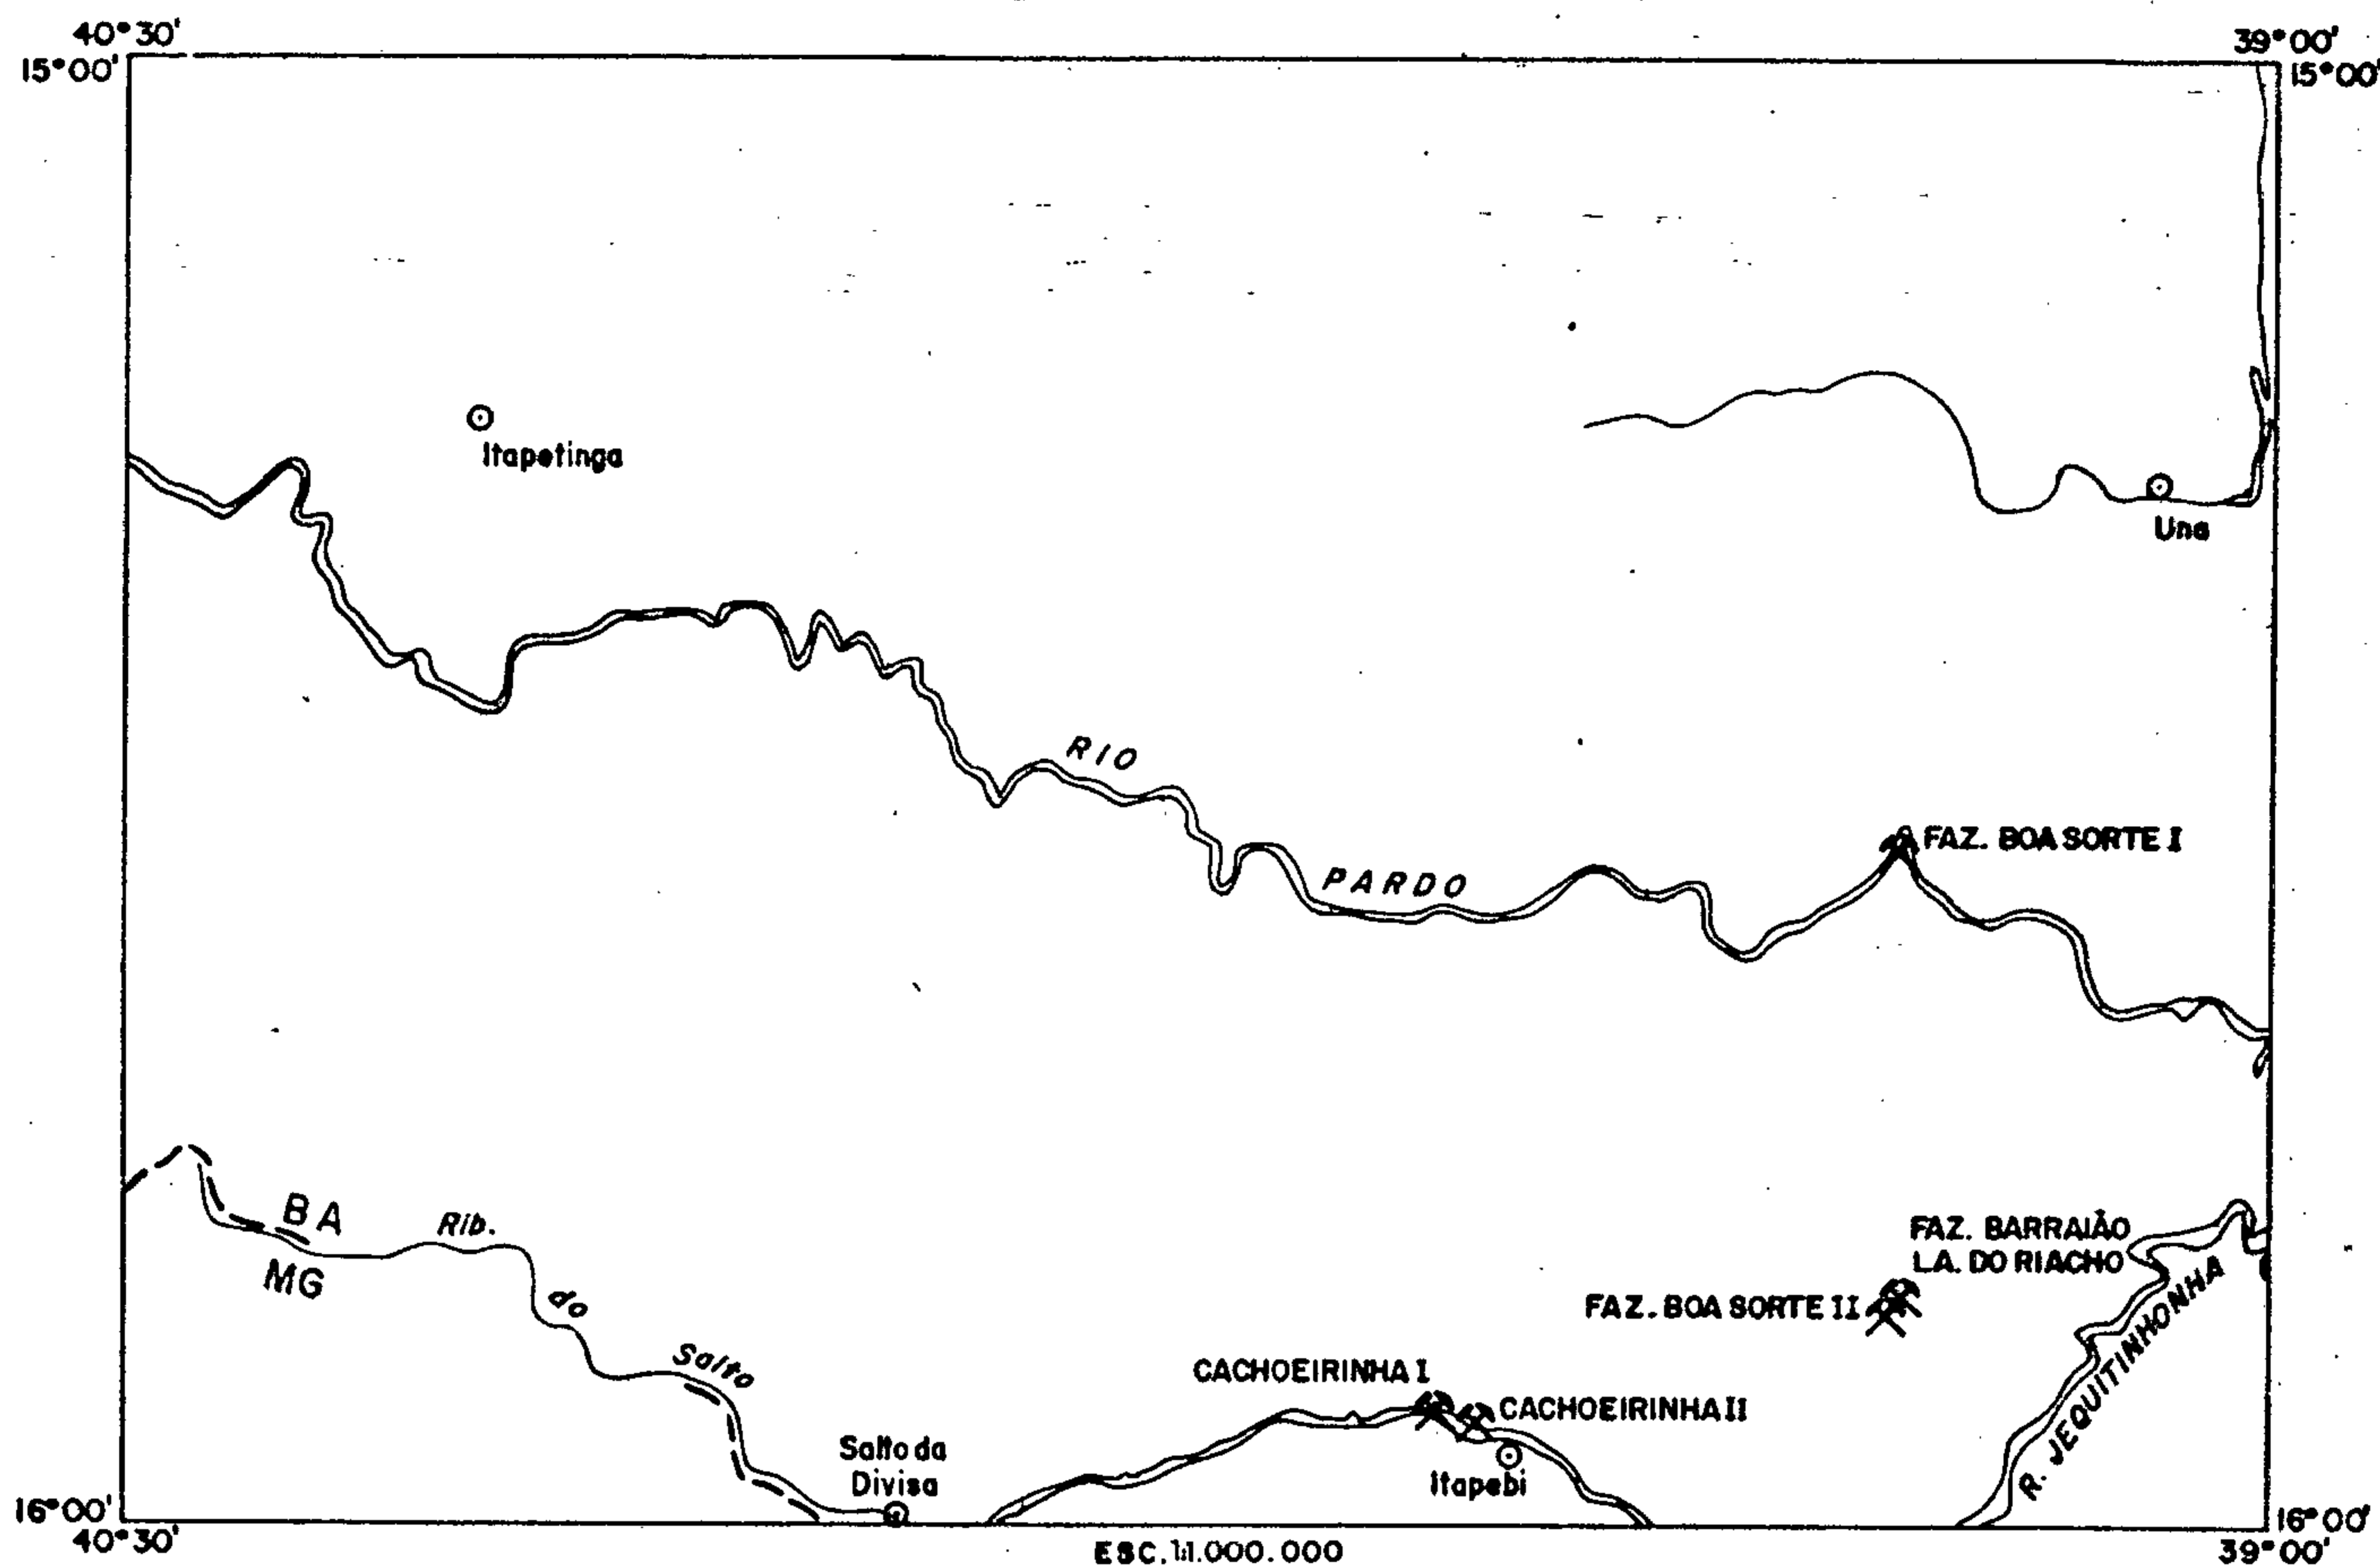 40°30'
39°00'
15°00'
15°00'
Itapetinga
Una
RIO
PARDO
FAZ. BOA SORTE I
BA
MG
Rib.
do
Salto
FAZ. BARRAIÃO
LA. DO RIACHO
FAZ. BOA SORTE II
R. JEQUITINHONHA
CACHOEIRINHA I
CACHOEIRINHA II
Salto da
Divisa
Itapebi
16°00'
16°00'
40°30'
ESC. 1:1.000.000
39°00'